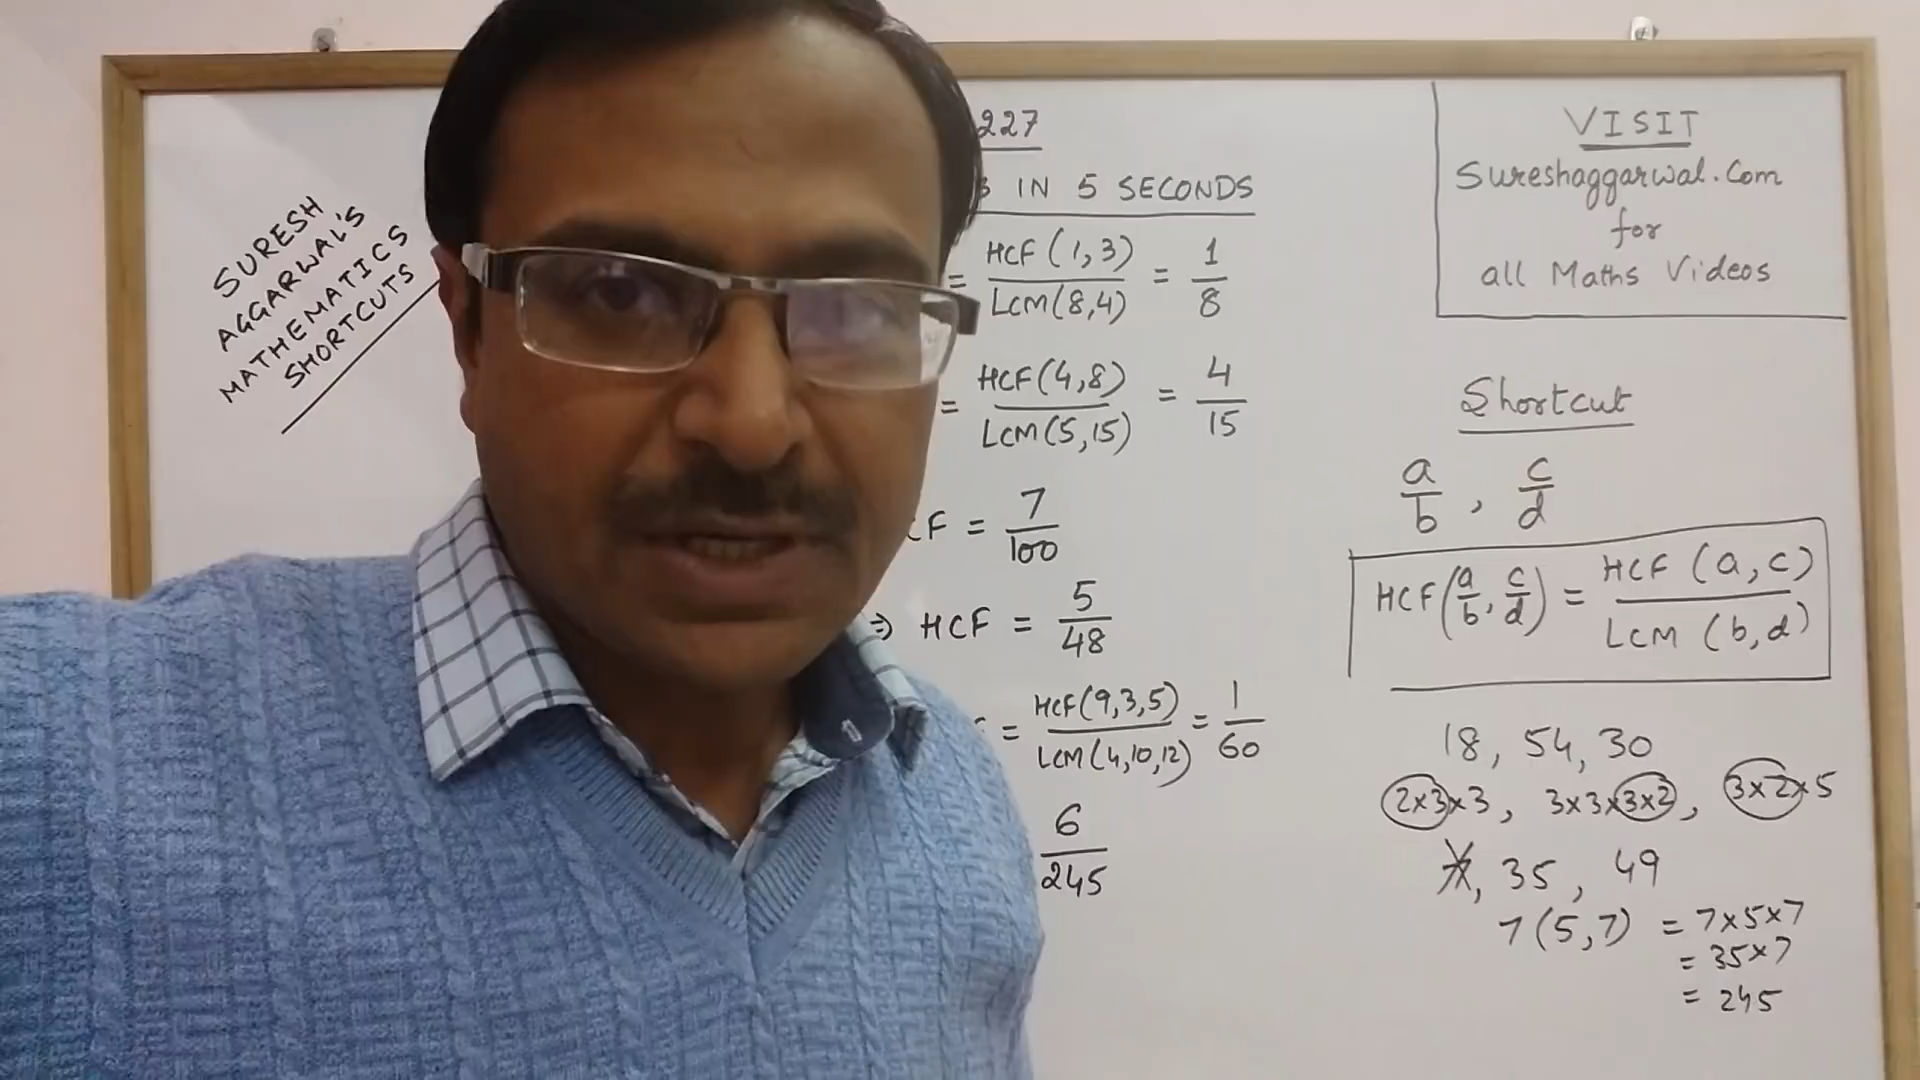 SURESH
AGGARWAL'S
MATHEMATICS
SHORTCUTS
227
IN 5 SECONDS
= HCF (1,3) / LCM(8,4) = 1/8
= HCF(4,8) / LCM(5,15) = 4/15
F = 7/100
⇒ HCF = 5/48
= HCF(9,3,5) / LCM(4,10,12) = 1/60
6/245
VISIT
Sureshaggarwal.Com
for
all Maths Videos
Shortcut
a/b , c/d
HCF(a/b, c/d) = HCF (a, c) / LCM (b, d)
18, 54, 30
2x3x3, 3x3x3x2, 3x2x5
7, 35, 49
7(5,7) = 7x5x7
= 35x7
= 245